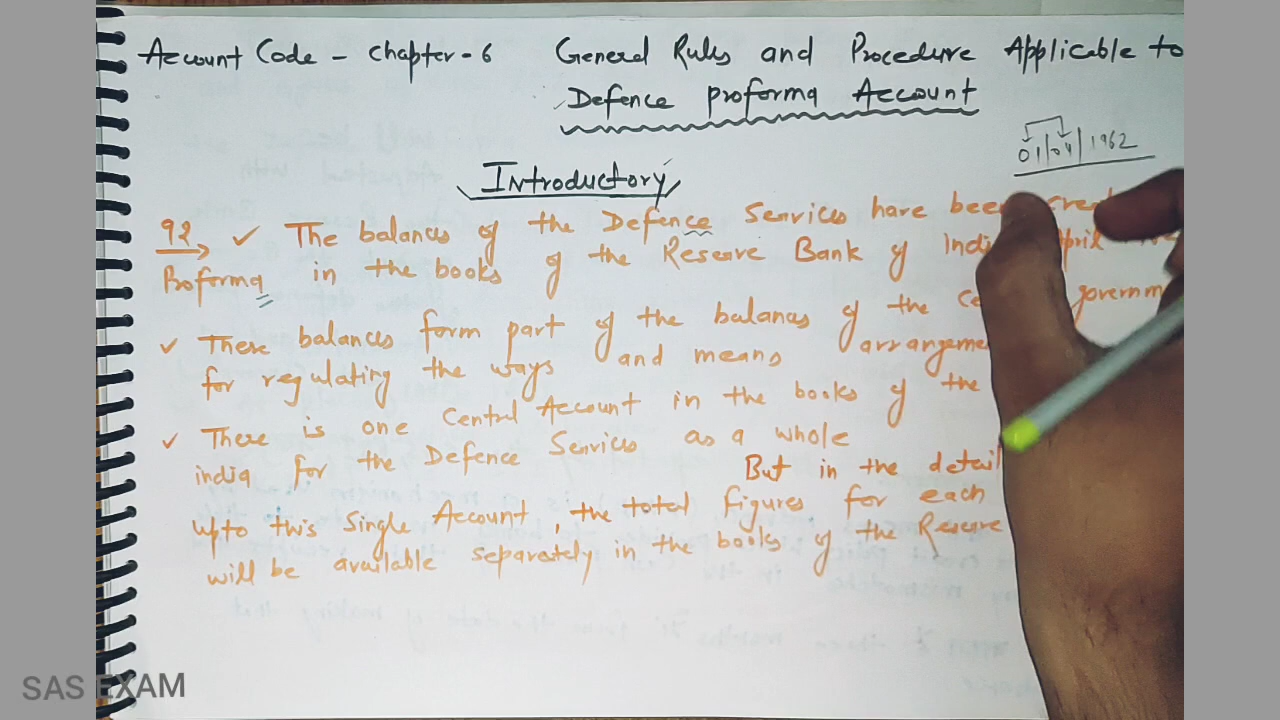 Account Code - Chapter-6 General Rules and Procedure Applicable to
Defence Proforma Account
01/04/1962
Introductory
92 ✓ The balances of the Defence Services have been
Proforma in the books of the Reserve Bank of
✓ These balances form part of the balances of the
for regulating the ways and means
✓ There is one Central Account in the books of the
india for the Defence Services as a whole
But in the detail
upto this Single Account, the total figures for each
will be available separately in the books of the Reserve
SAS EXAM